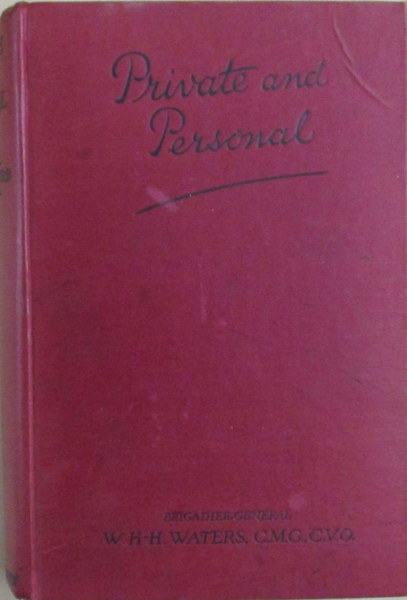 Private and
Personal
BRIGADIER-GENERAL
W. H-H. WATERS, C.M.G., C.V.O.